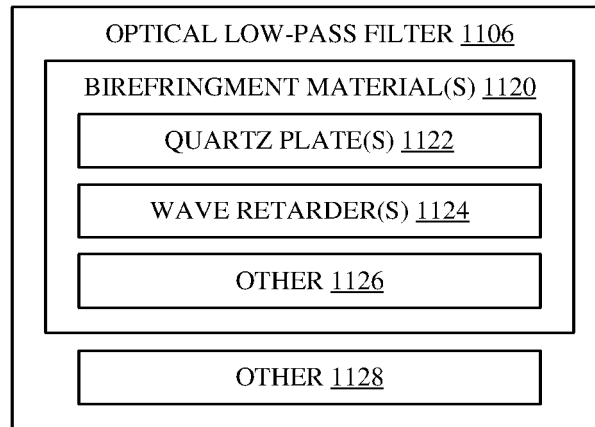 OPTICAL LOW-PASS FILTER 1106
BIREFRINGMENT MATERIAL(S) 1120
QUARTZ PLATE(S) 1122
WAVE RETARDER(S) 1124
OTHER 1126
OTHER 1128